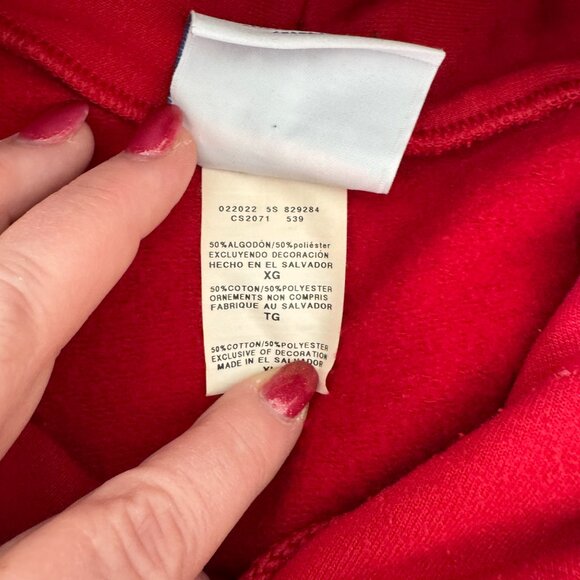 022022 5S 829284
CS2071 539
50%ALGODÓN/50%poliéster
EXCLUYENDO DECORACIÓN
HECHO EN EL SALVADOR
XG
50%COTON/50%POLYESTER
ORNEMENTS NON COMPRIS
FABRIQUE AU SALVADOR
TG
50%COTTON/50%POLYESTER
EXCLUSIVE OF DECORATION
MADE IN EL SALVADOR